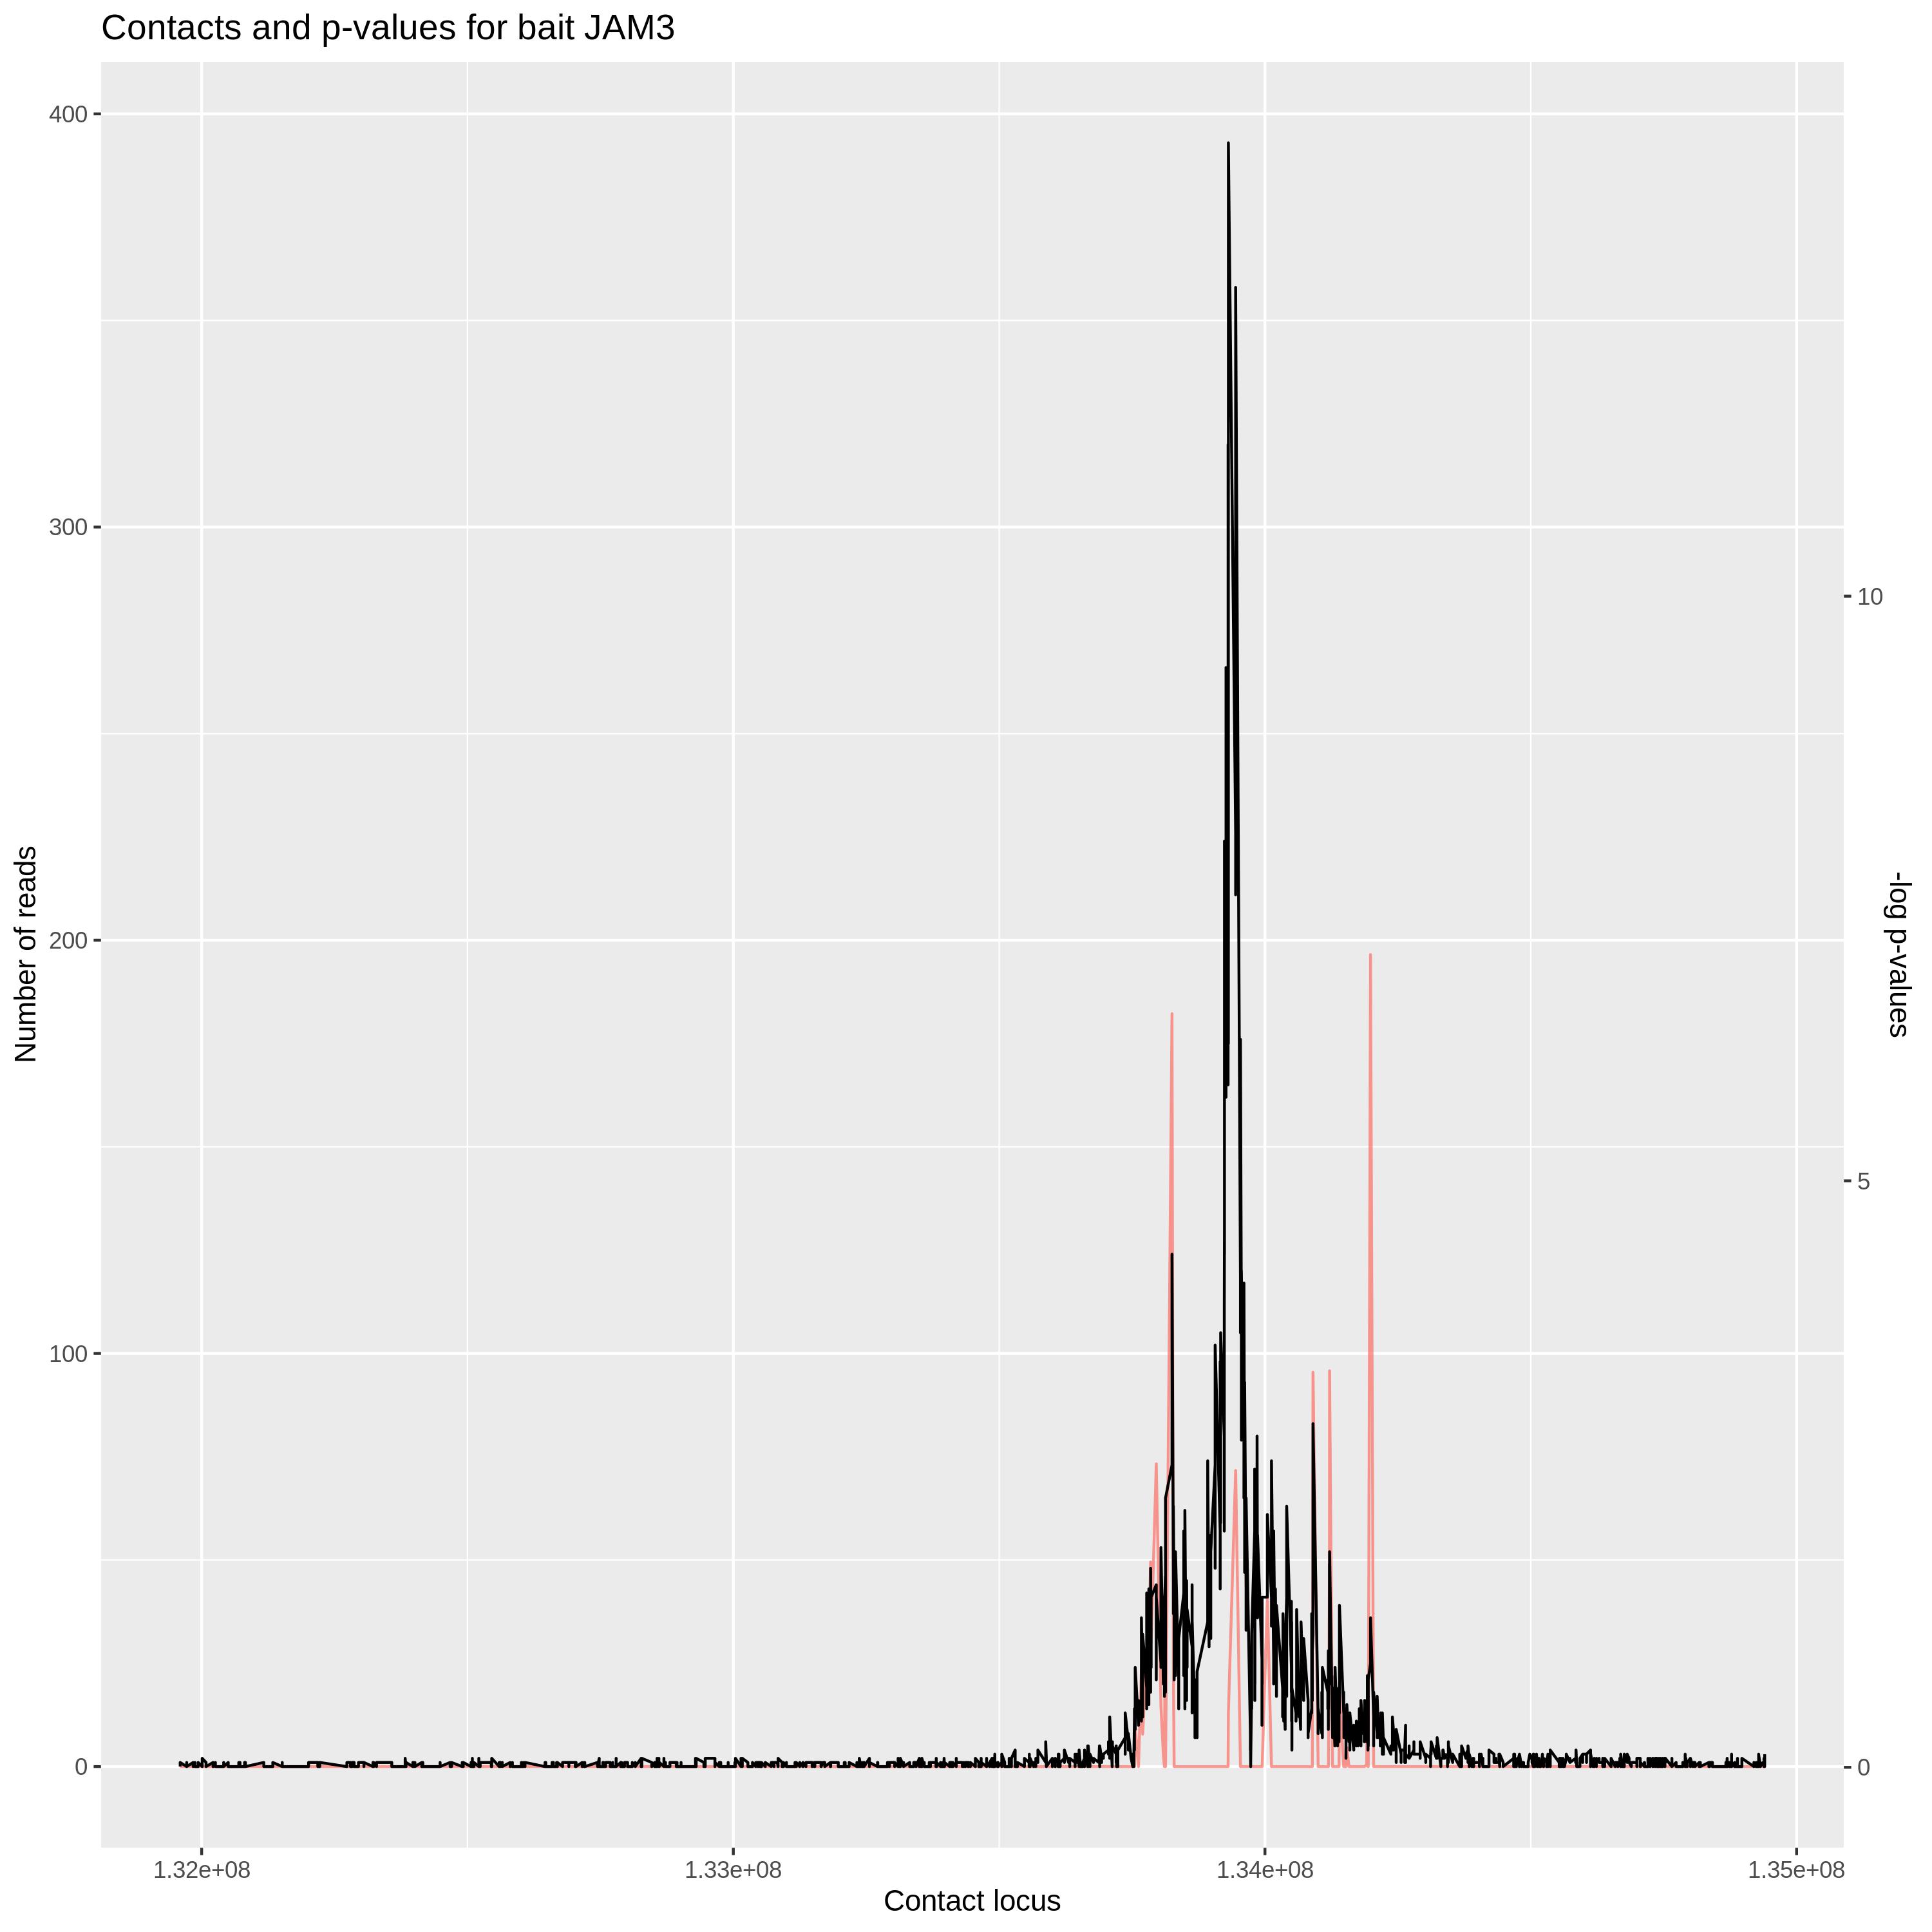 Contacts and p-values for bait JAM3
400
300
200
100
0
Number of reads
10
5
0
-log p-values
1.32e+08
1.33e+08
1.34e+08
1.35e+08
Contact locus